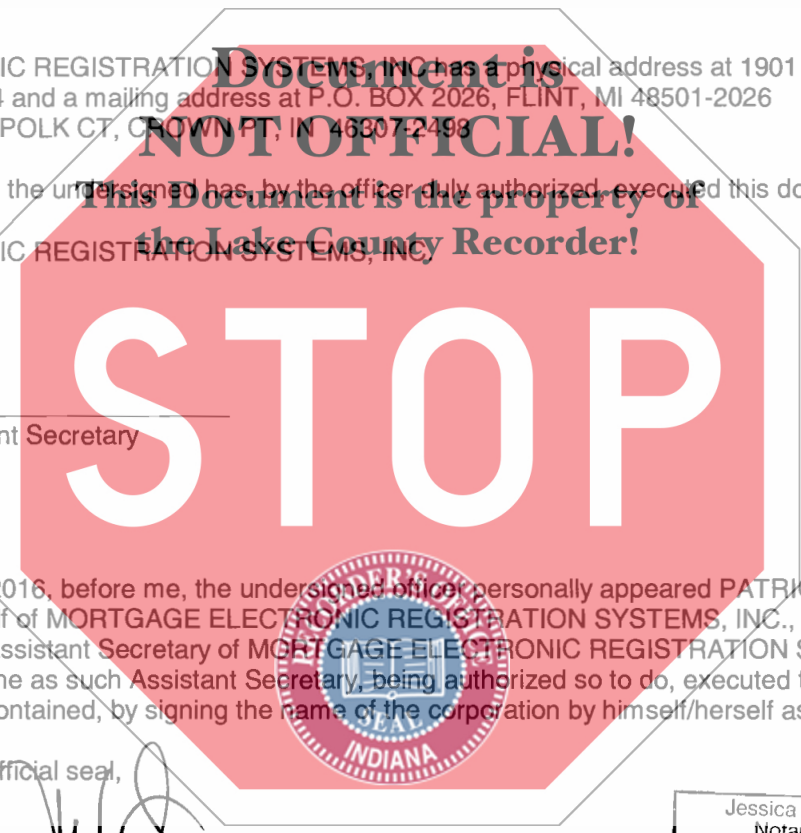 Document is
IC REGISTRATION SYSTEMS, INC has a physical address at 1901
4 and a mailing address at P.O. BOX 2026, FLINT, MI 48501-2026
POLK CT, CROWN PT, IN 46307-2498
NOT OFFICIAL!
the undersigned has, by the officer duly authorized, executed this do
This Document is the property of
the Lake County Recorder!
IC REGISTRATION SYSTEMS, INC.
STOP
nt Secretary
2016, before me, the undersigned officer, personally appeared PATRI
f of MORTGAGE ELECTRONIC REGISTRATION SYSTEMS, INC.,
ssistant Secretary of MORTGAGE ELECTRONIC REGISTRATION S
ne as such Assistant Secretary, being authorized so to do, executed
ontained, by signing the name of the corporation by himself/herself as
RECORDER'S OFFICE
SEAL
INDIANA
fficial seal,
Jessica
Nota